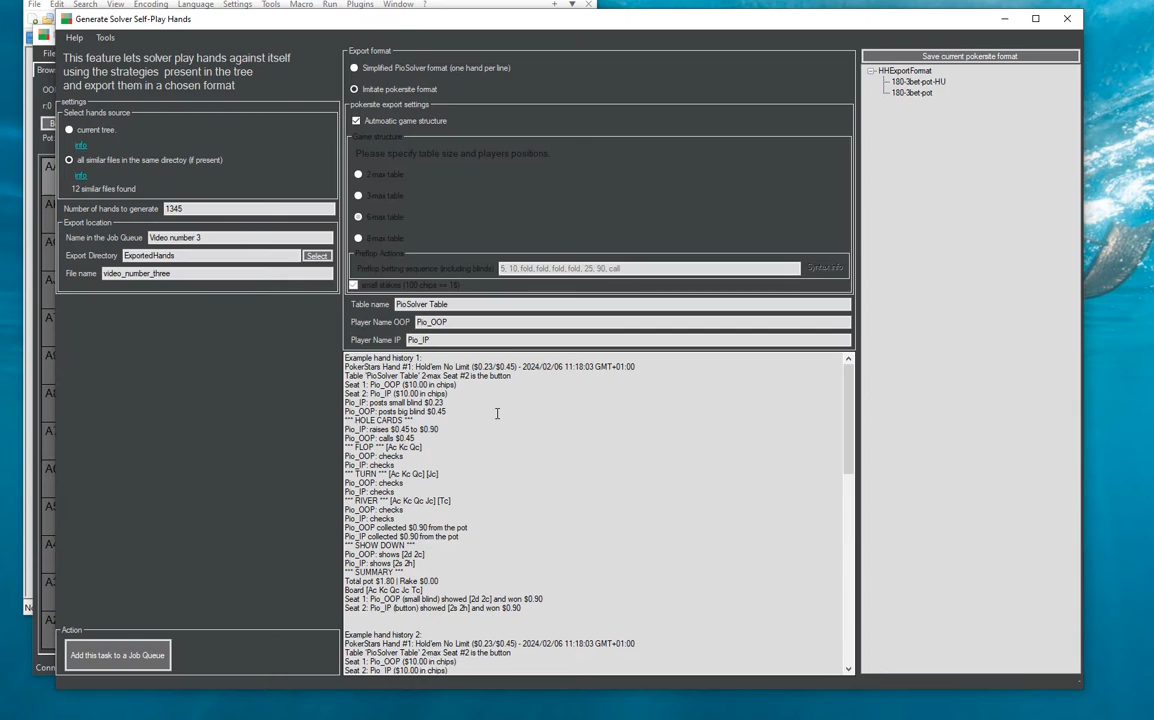 File Edit Search View Encoding Language Settings Tools Macro Run Plugins Window ?
Generate Solver Self-Play Hands
Help Tools
This feature lets solver play hands against itself
using the strategies present in the tree
and export them in a chosen format
settings
Select hands source
current tree.
info
all similar files in the same directoy (if present)
info
12 similar files found
Number of hands to generate 1345
Export location
Name in the Job Queue Video number 3
Export Directory ExportedHands Select
File name video_number_three
Action
Add this task to a Job Queue
Export format
Simplified PioSolver format (one hand per line)
Imitate pokersite format
pokersite export settings
Autmoatic game structure
Game structure
Please specify table size and players positions.
2-max table
3-max table
6-max table
8-max table
Preflop Actions
Preflop betting sequence (including blinds) 5, 10, fold, fold, fold, fold, 25, 90, call Syntax info
small stakes (100 chips == 1$)
Table name PioSolver Table
Player Name OOP Pio_OOP
Player Name IP Pio_IP
Example hand history 1:
PokerStars Hand #1: Hold'em No Limit ($0.23/$0.45) - 2024/02/06 11:18:03 GMT+01:00
Table 'PioSolver Table' 2-max Seat #2 is the button
Seat 1: Pio_OOP ($10.00 in chips)
Seat 2: Pio_IP ($10.00 in chips)
Pio_IP: posts small blind $0.23
Pio_OOP: posts big blind $0.45
*** HOLE CARDS ***
Pio_IP: raises $0.45 to $0.90
Pio_OOP: calls $0.45
*** FLOP *** [Ac Kc Qc]
Pio_OOP: checks
Pio_IP: checks
*** TURN *** [Ac Kc Qc] [Jc]
Pio_OOP: checks
Pio_IP: checks
*** RIVER *** [Ac Kc Qc Jc] [Tc]
Pio_OOP: checks
Pio_IP: checks
Pio_OOP collected $0.90 from the pot
Pio_IP collected $0.90 from the pot
*** SHOW DOWN ***
Pio_OOP: shows [2d 2c]
Pio_IP: shows [2s 2h]
*** SUMMARY ***
Total pot $1.80 | Rake $0.00
Board [Ac Kc Qc Jc Tc]
Seat 1: Pio_OOP (small blind) showed [2d 2c] and won $0.90
Seat 2: Pio_IP (button) showed [2s 2h] and won $0.90
Example hand history 2:
PokerStars Hand #1: Hold'em No Limit ($0.23/$0.45) - 2024/02/06 11:18:03 GMT+01:00
Table 'PioSolver Table' 2-max Seat #2 is the button
Seat 1: Pio_OOP ($10.00 in chips)
Seat 2: Pio_IP ($10.00 in chips)
Save current pokersite format
HHExportFormat
180-3bet-pot-HU
180-3bet-pot